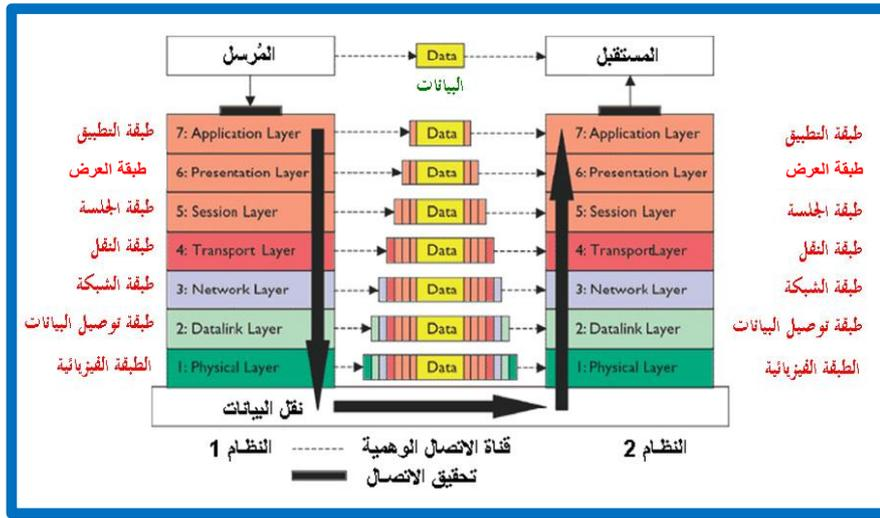 المُرسل Data المستقبل
البيانات
طبقة التطبيق 7: Application Layer Data 7: Application Layer طبقة التطبيق
طبقة العرض 6: Presentation Layer Data 6: Presentation Layer طبقة العرض
طبقة الجلسة 5: Session Layer Data 5: Session Layer طبقة الجلسة
طبقة النقل 4: Transport Layer Data 4: TransportLayer طبقة النقل
طبقة الشبكة 3: Network Layer Data 3: Network Layer طبقة الشبكة
طبقة توصيل البيانات 2: Datalink Layer Data 2: Datalink Layer طبقة توصيل البيانات
الطبقة الفيزيائية 1: Physical Layer Data 1: Physical Layer الطبقة الفيزيائية
نقل البيانات
النظام 1 قناة الاتصال الوهمية النظام 2
تحقيق الاتصال